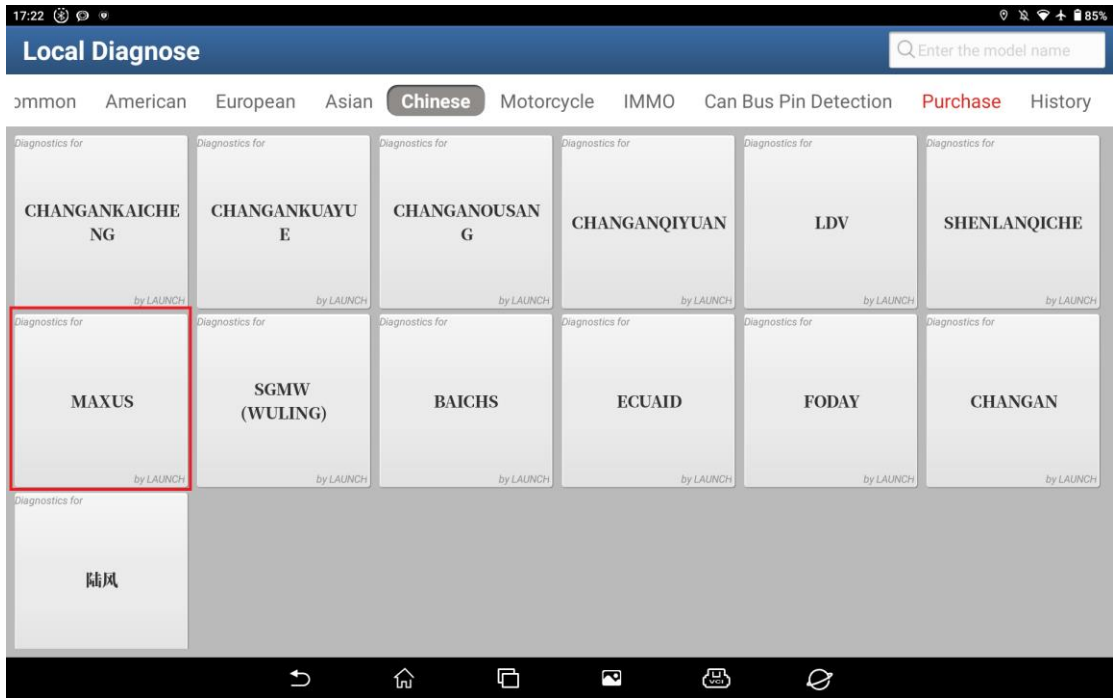 17:22
85%
Local Diagnose
Enter the model name
ommon American European Asian Chinese Motorcycle IMMO Can Bus Pin Detection Purchase History
Diagnostics for Diagnostics for Diagnostics for Diagnostics for Diagnostics for Diagnostics for
CHANGANKAICHE
NG
CHANGANKUAYU
E
CHANGANOUSAN
G
CHANGANQIYUAN
LDV
SHENLANQICHE
by LAUNCH by LAUNCH by LAUNCH by LAUNCH by LAUNCH by LAUNCH
Diagnostics for Diagnostics for Diagnostics for Diagnostics for Diagnostics for Diagnostics for
MAXUS
SGMW
(WULING)
BAICHS
ECUAID
FODAY
CHANGAN
by LAUNCH by LAUNCH by LAUNCH by LAUNCH by LAUNCH by LAUNCH
Diagnostics for
陆风
VCI